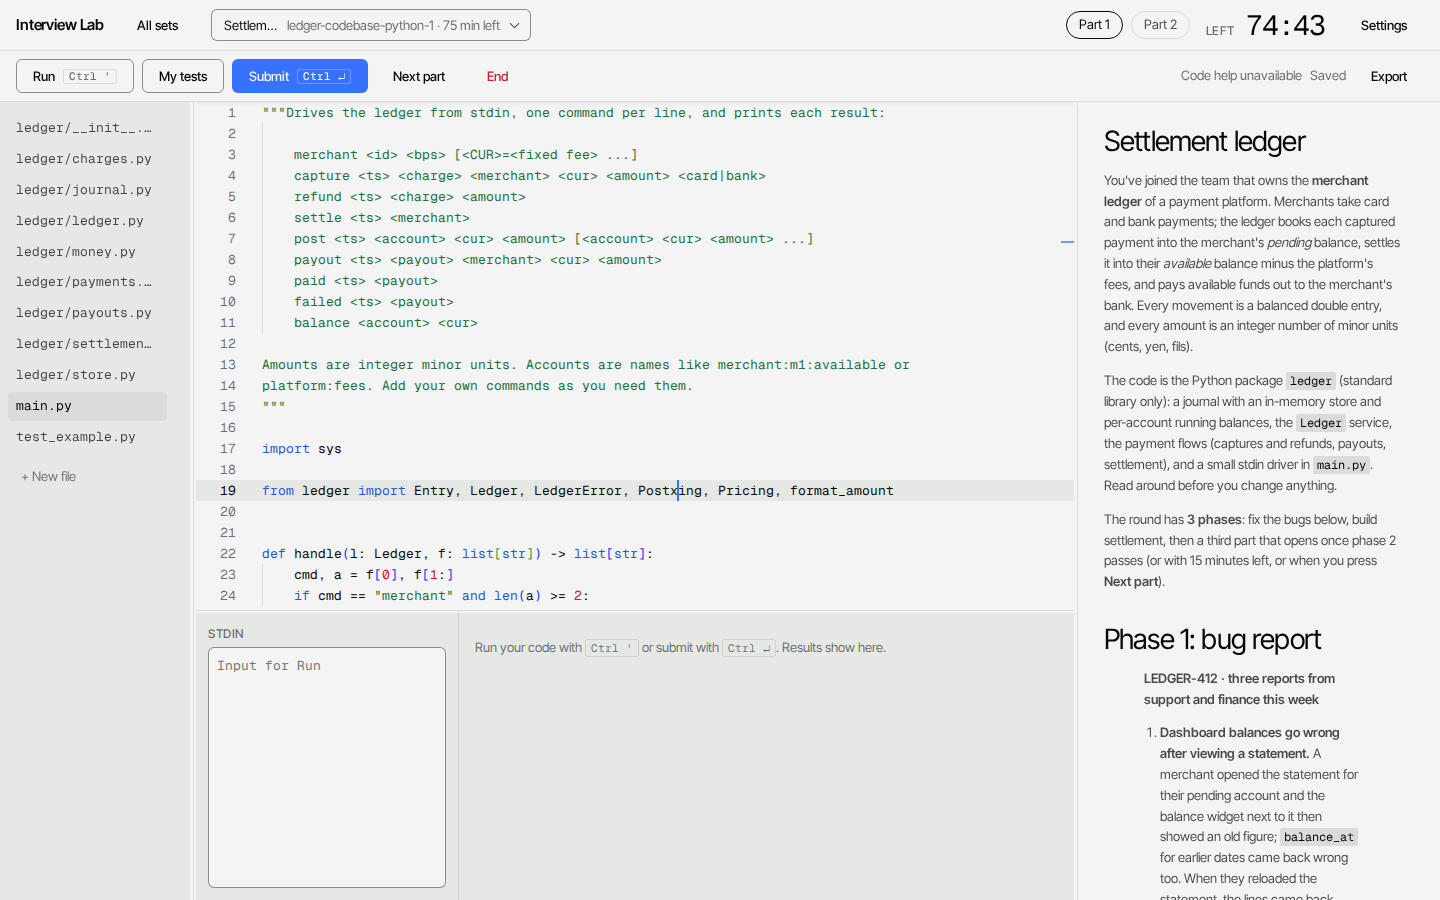 Interview Lab
All sets
Settlem... ledger-codebase-python-1 · 75 min left
Part 1
Part 2
LEFT 74:43
Settings
Run Ctrl '
My tests
Submit Ctrl ↵
Next part
End
Code help unavailable
Saved
Export
ledger/__init__.…
ledger/charges.py
ledger/journal.py
ledger/ledger.py
ledger/money.py
ledger/payments.…
ledger/payouts.py
ledger/settlemen…
ledger/store.py
main.py
test_example.py
+ New file
1 """Drives the ledger from stdin, one command per line, and prints each result:
2
3 merchant <id> <bps> [<CUR>=<fixed fee> ...]
4 capture <ts> <charge> <merchant> <cur> <amount> <card|bank>
5 refund <ts> <charge> <amount>
6 settle <ts> <merchant>
7 post <ts> <account> <cur> <amount> [<account> <cur> <amount> ...]
8 payout <ts> <payout> <merchant> <cur> <amount>
9 paid <ts> <payout>
10 failed <ts> <payout>
11 balance <account> <cur>
12
13 Amounts are integer minor units. Accounts are names like merchant:m1:available or
14 platform:fees. Add your own commands as you need them.
15 """
16
17 import sys
18
19 from ledger import Entry, Ledger, LedgerError, Postxing, Pricing, format_amount
20
21
22 def handle(l: Ledger, f: list[str]) -> list[str]:
23 cmd, a = f[0], f[1:]
24 if cmd == "merchant" and len(a) >= 2:
STDIN
Input for Run
Run your code with Ctrl ' or submit with Ctrl ↵. Results show here.
Settlement ledger
You've joined the team that owns the merchant
ledger of a payment platform. Merchants take card
and bank payments; the ledger books each captured
payment into the merchant's pending balance, settles
it into their available balance minus the platform's
fees, and pays available funds out to the merchant's
bank. Every movement is a balanced double entry,
and every amount is an integer number of minor units
(cents, yen, fils).
The code is the Python package ledger (standard
library only): a journal with an in-memory store and
per-account running balances, the Ledger service,
the payment flows (captures and refunds, payouts,
settlement), and a small stdin driver in main.py.
Read around before you change anything.
The round has 3 phases: fix the bugs below, build
settlement, then a third part that opens once phase 2
passes (or with 15 minutes left, or when you press
Next part).
Phase 1: bug report
LEDGER-412 · three reports from
support and finance this week
1. Dashboard balances go wrong
after viewing a statement. A
merchant opened the statement for
their pending account and the
balance widget next to it then
showed an old figure; balance_at
for earlier dates came back wrong
too. When they reloaded the
statement, the lines came back